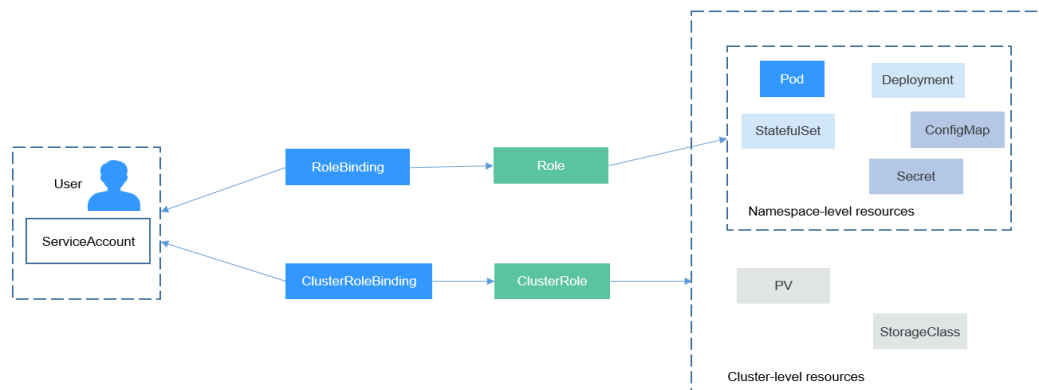 User
ServiceAccount
RoleBinding
ClusterRoleBinding
Role
ClusterRole
Pod
Deployment
StatefulSet
ConfigMap
Secret
Namespace-level resources
PV
StorageClass
Cluster-level resources